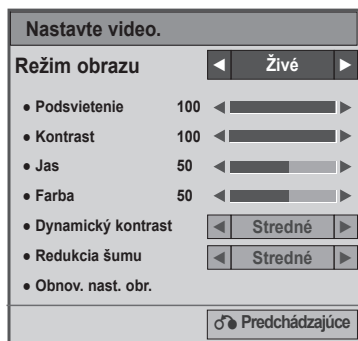 Nastavte video.
Režim obrazu ◀ Živé ▶
● Podsvietenie 100
● Kontrast 100
● Jas 50
● Farba 50
● Dynamický kontrast ◀ Stredné ▶
● Redukcia šumu ◀ Stredné ▶
● Obnov. nast. obr.
Predchádzajúce